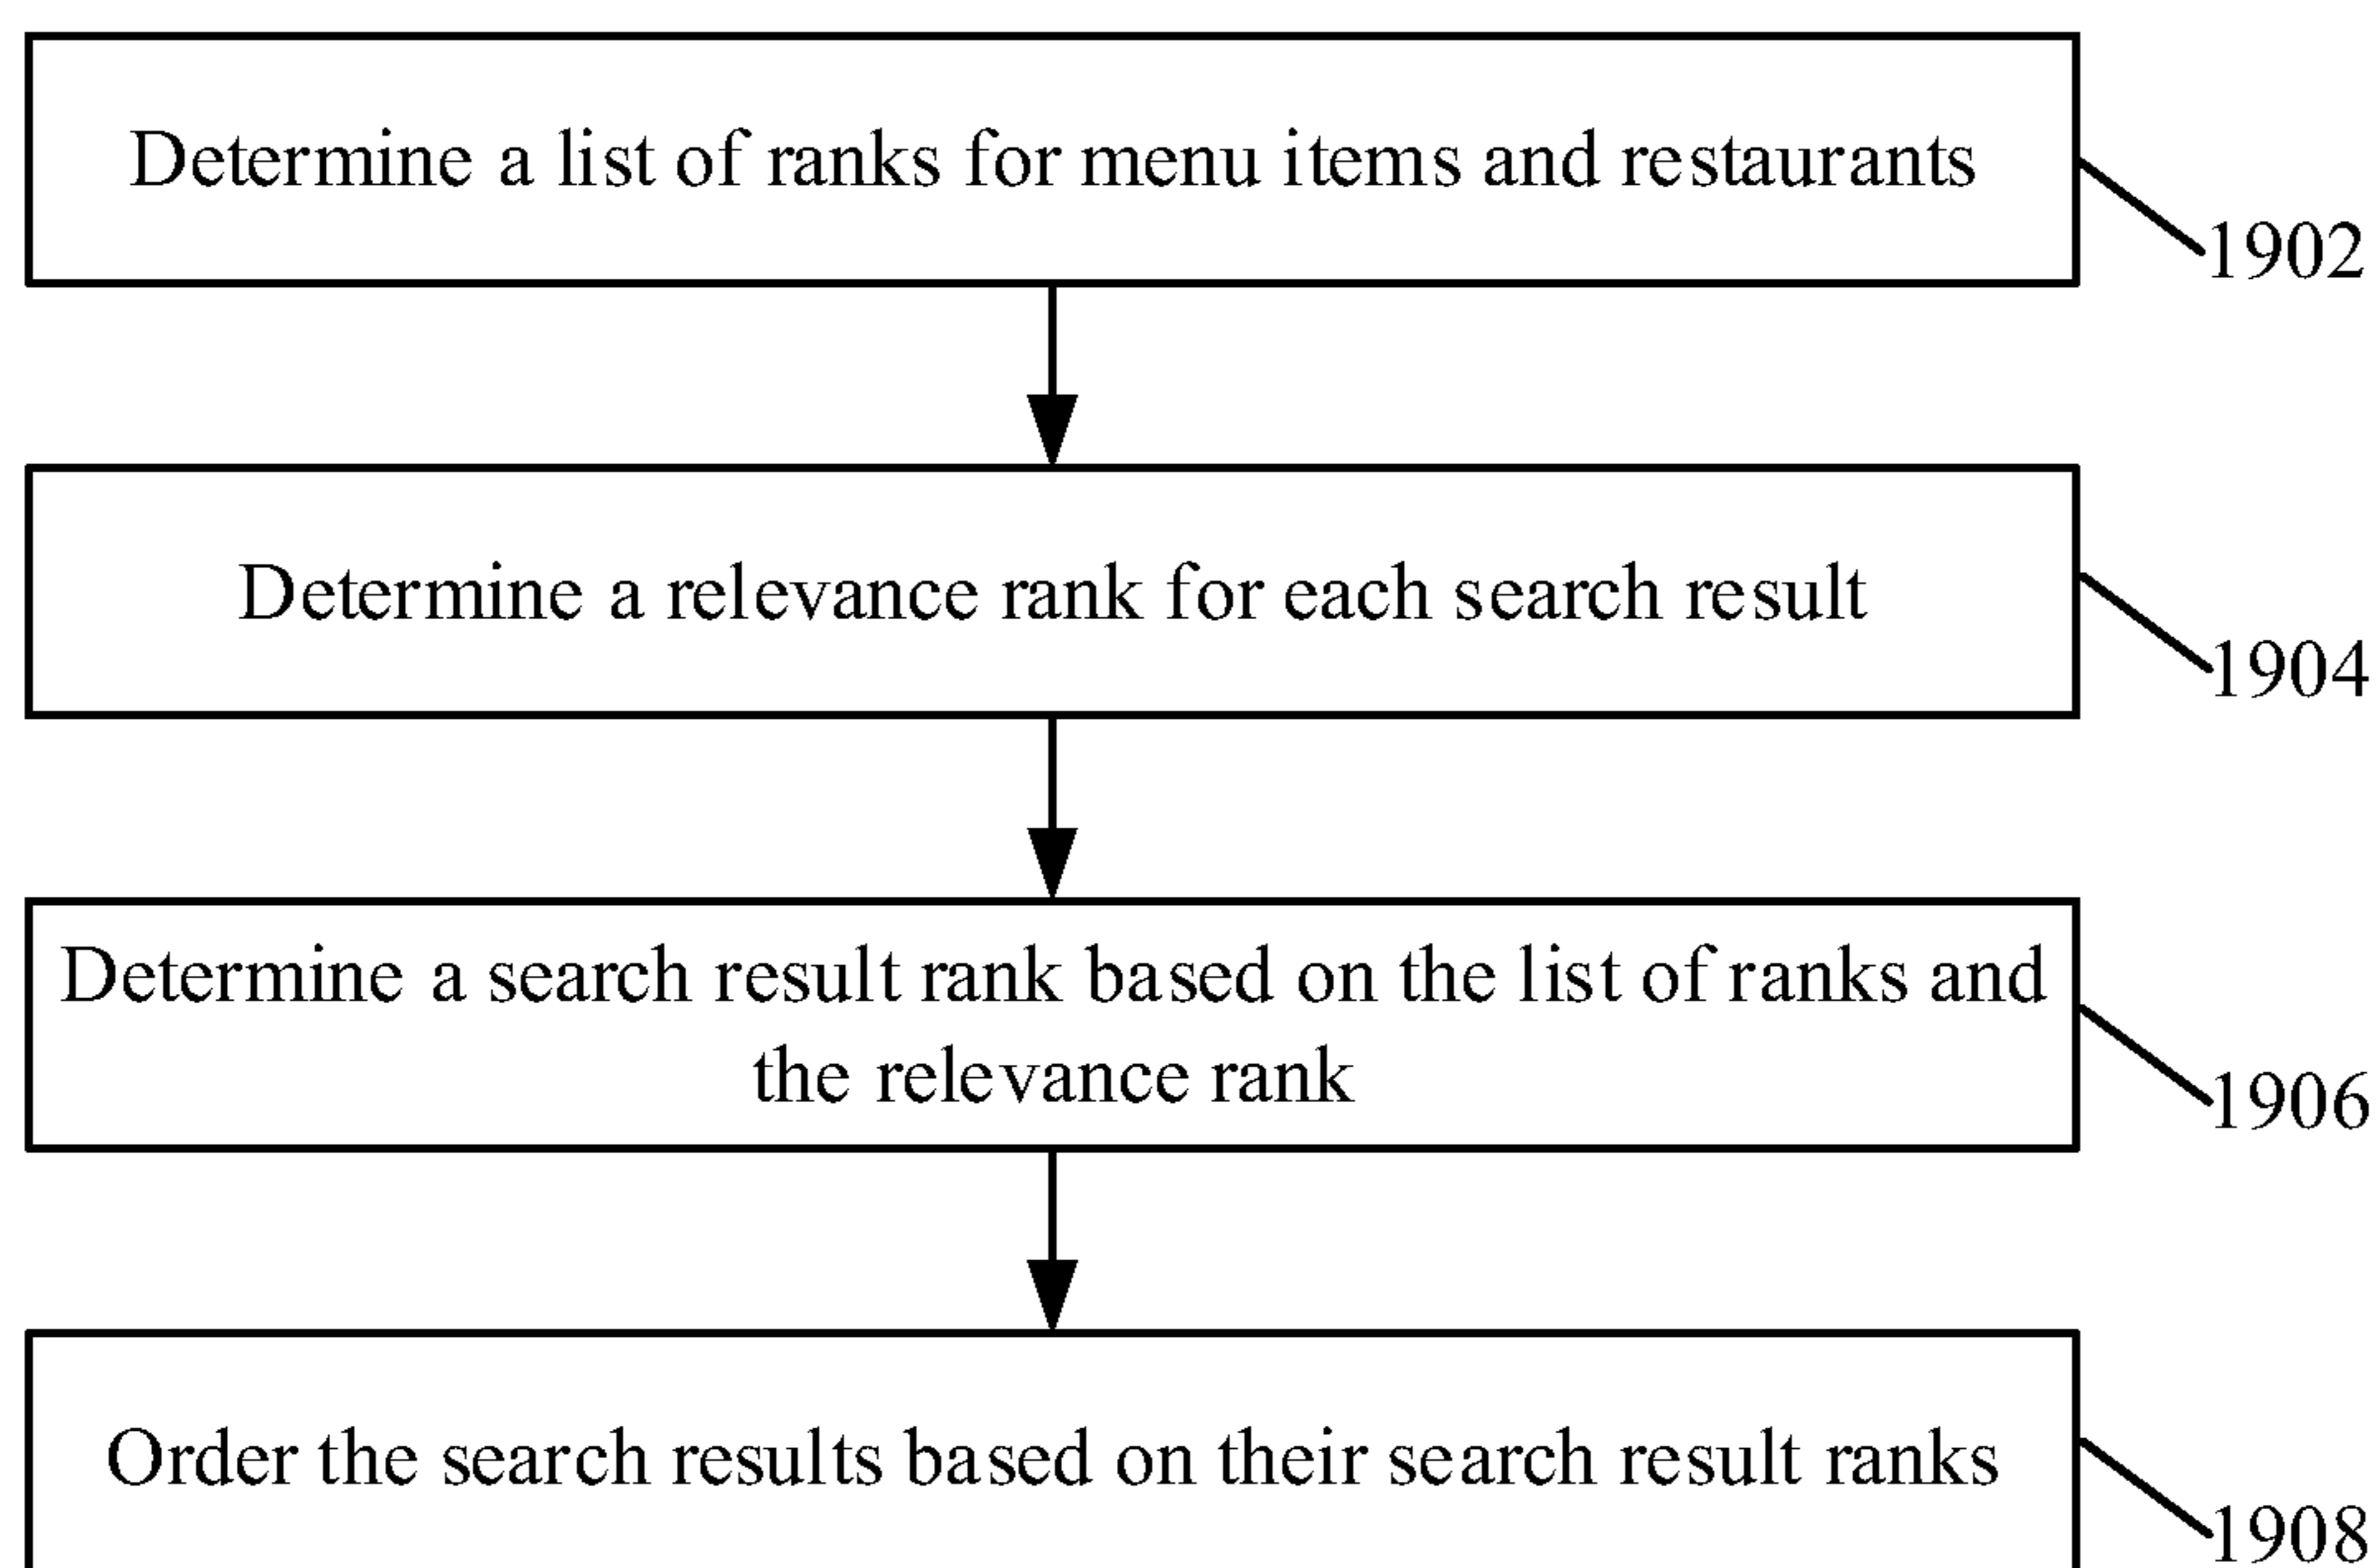 Determine a list of ranks for menu items and restaurants
1902
Determine a relevance rank for each search result
1904
Determine a search result rank based on the list of ranks and
the relevance rank
1906
Order the search results based on their search result ranks
1908